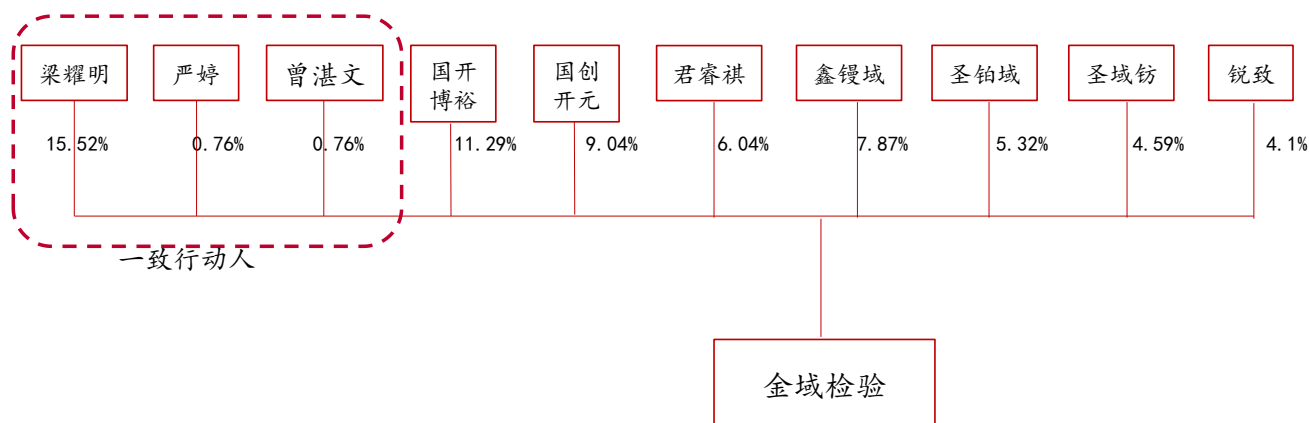 梁耀明
严婷
曾湛文
国开
博裕
国创
开元
君睿祺
鑫镘域
圣铂域
圣域钫
锐致
15.52%
0.76%
0.76%
11.29%
9.04%
6.04%
7.87%
5.32%
4.59%
4.1%
一致行动人
金域检验